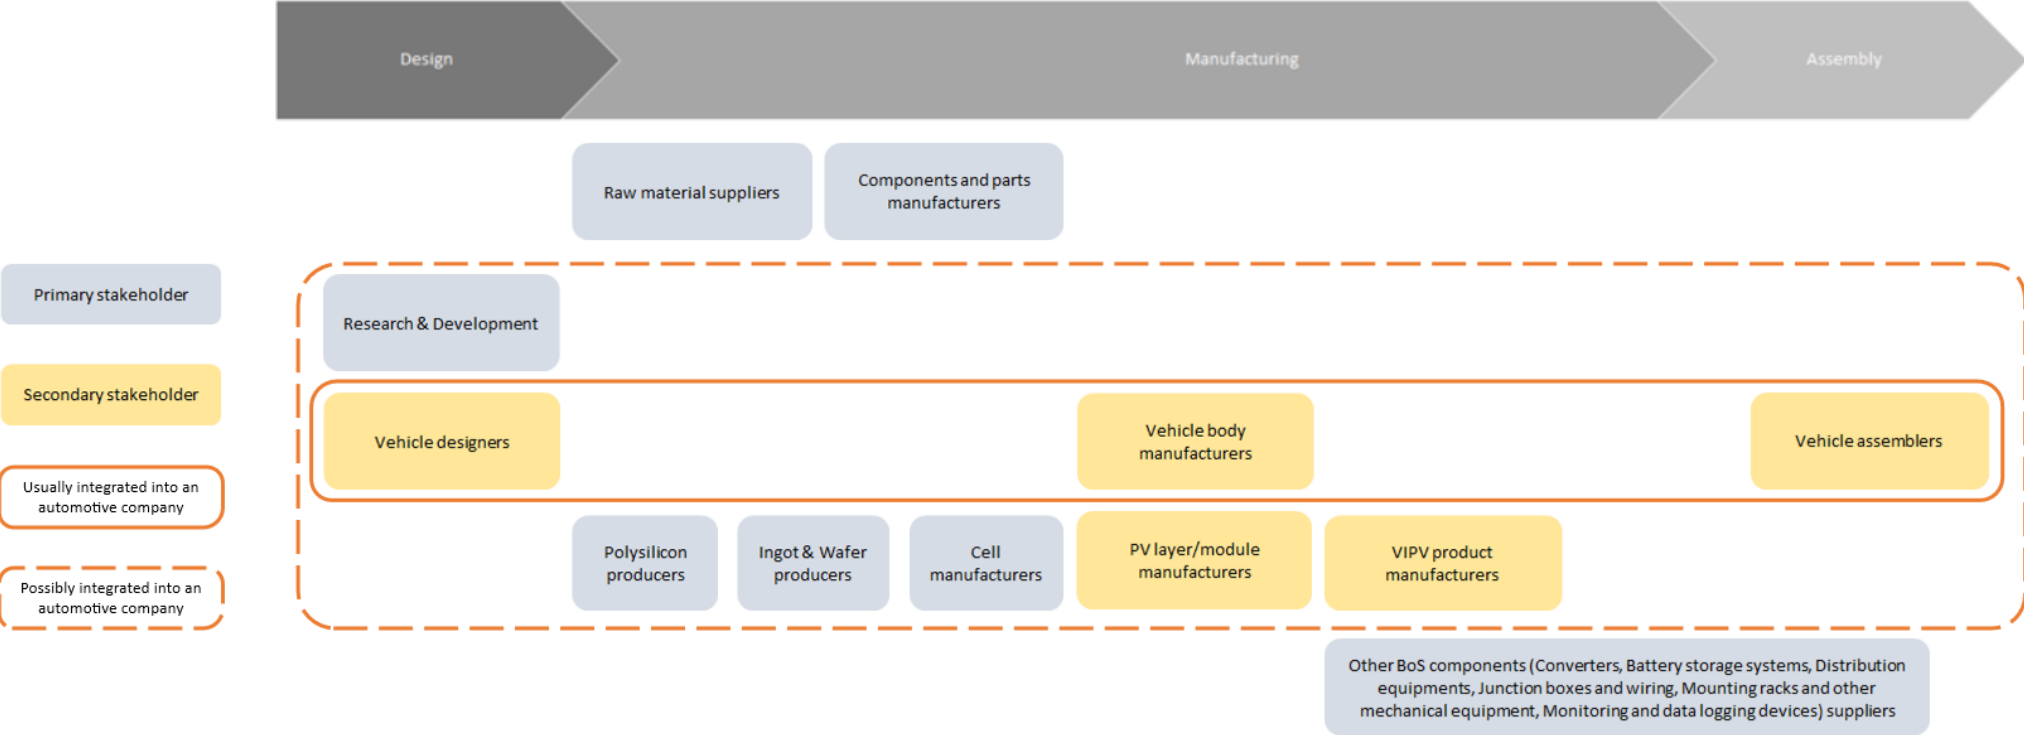 Design
Manufacturing
Assembly
Raw material suppliers
Components and parts
manufacturers
Primary stakeholder
Research & Development
Secondary stakeholder
Vehicle designers
Vehicle body
manufacturers
Vehicle assemblers
Usually integrated into an
automotive company
Polysilicon
producers
Ingot & Wafer
producers
Cell
manufacturers
PV layer/module
manufacturers
VIPV product
manufacturers
Possibly integrated into an
automotive company
Other BoS components (Converters, Battery storage systems, Distribution
equipments, Junction boxes and wiring, Mounting racks and other
mechanical equipment, Monitoring and data logging devices) suppliers